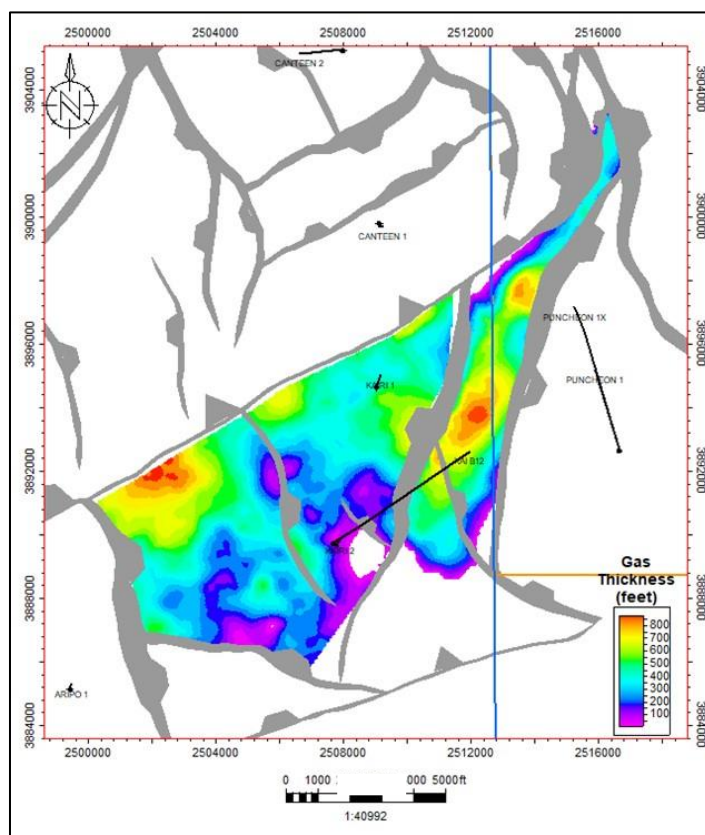 2500000 2504000 2508000 2512000 2516000
3904000
3900000
3896000
3892000
3888000
3884000
3904000
3900000
3896000
3892000
3888000
3884000
N
CANTEEN 2
CANTEEN 1
PUNCHEON 1X
KAIRI 1
PUNCHEON 1
KAI B12
KAIRI 2
ARIPO 1
Gas
Thickness
(feet)
800
700
600
500
400
300
200
100
2500000 2504000 2508000 2512000 2516000
0 1000 000 5000ft
1:40992